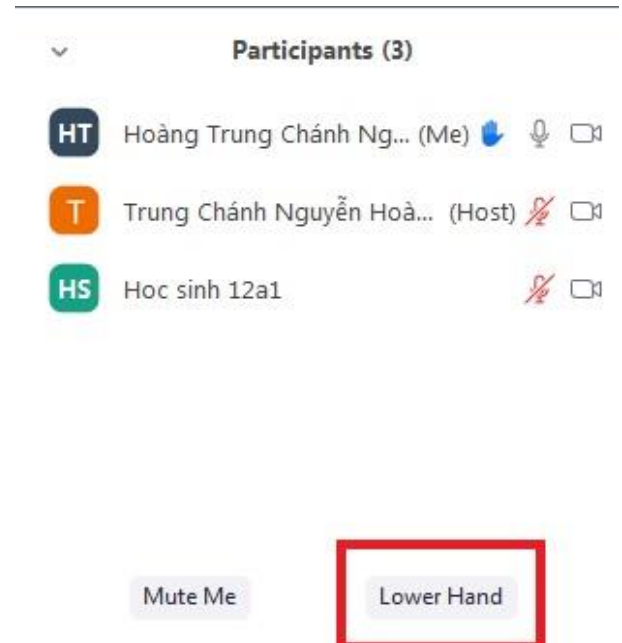 Participants (3)
HT Hoàng Trung Chánh Ng... (Me)
T Trung Chánh Nguyễn Hoà... (Host)
HS Hoc sinh 12a1
Mute Me Lower Hand